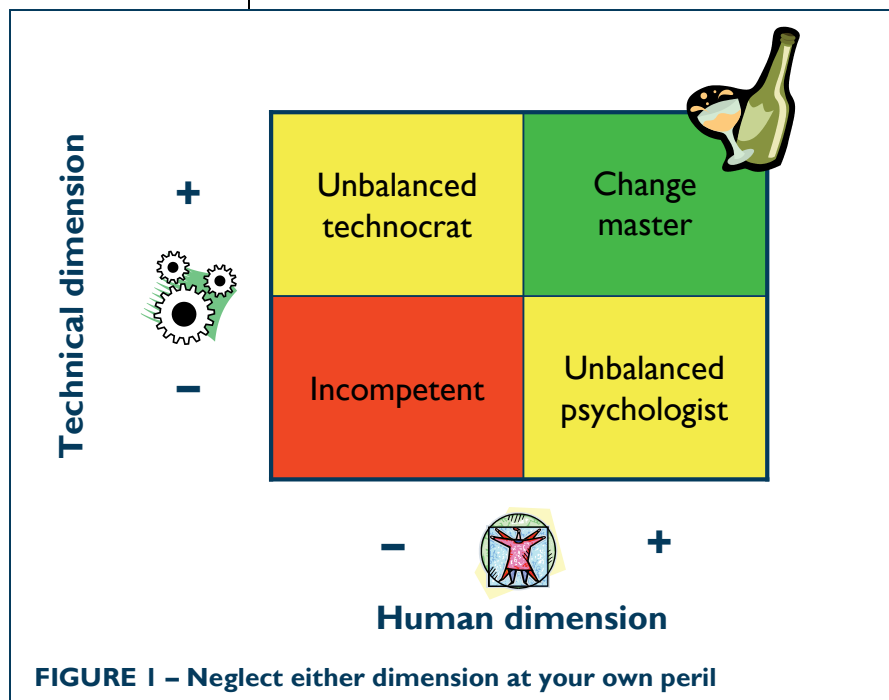 Technical dimension
+
–
Unbalanced
technocrat
Change
master
Incompetent
Unbalanced
psychologist
–
+
Human dimension
FIGURE 1 – Neglect either dimension at your own peril